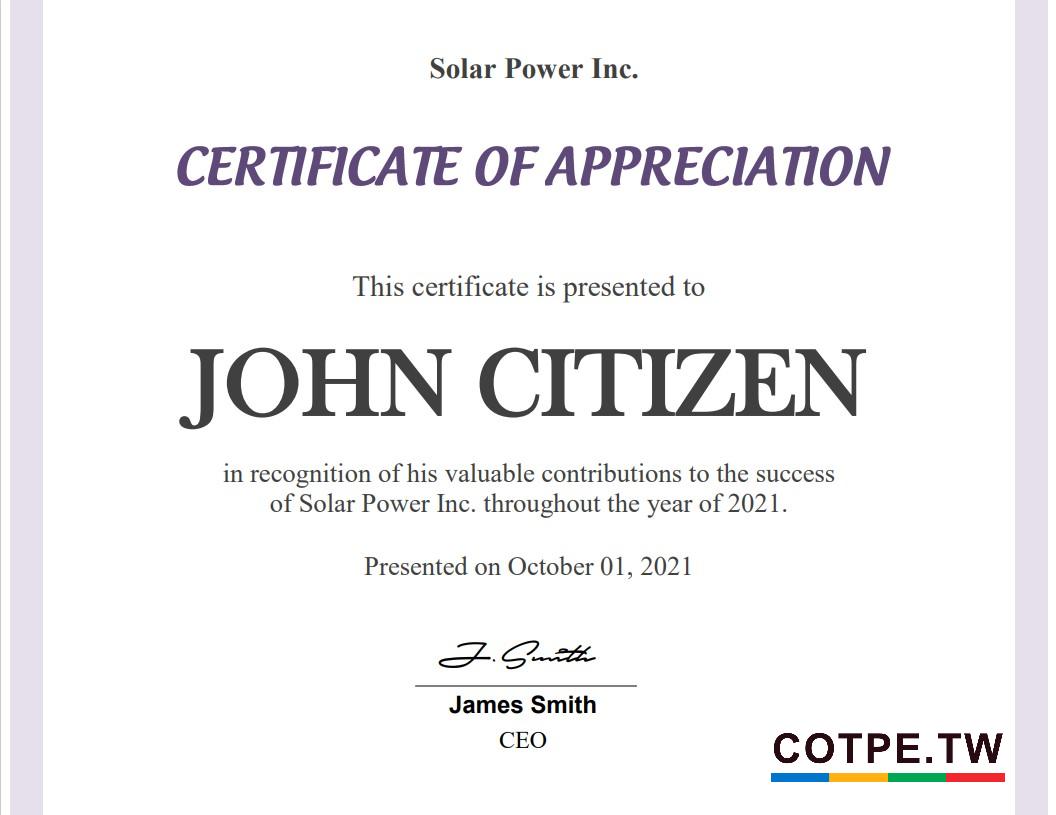 Solar Power Inc.
CERTIFICATE OF APPRECIATION
This certificate is presented to
JOHN CITIZEN
in recognition of his valuable contributions to the success
of Solar Power Inc. throughout the year of 2021.
Presented on October 01, 2021
J. Smith
James Smith
CEO
COTPE.TW